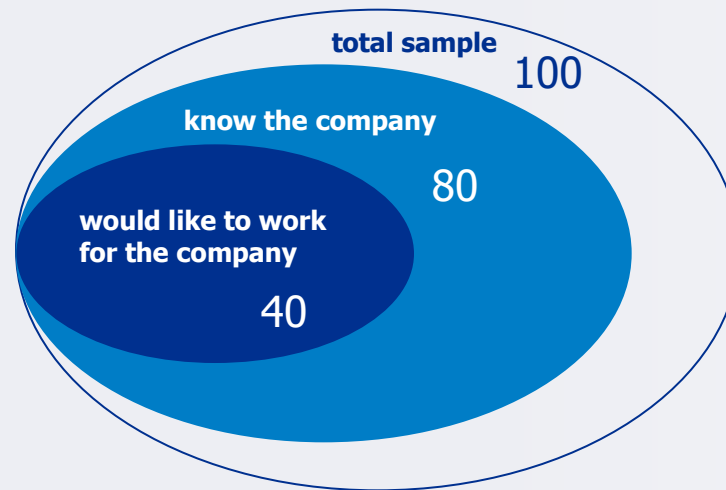 total sample
100
know the company
80
would like to work
for the company
40